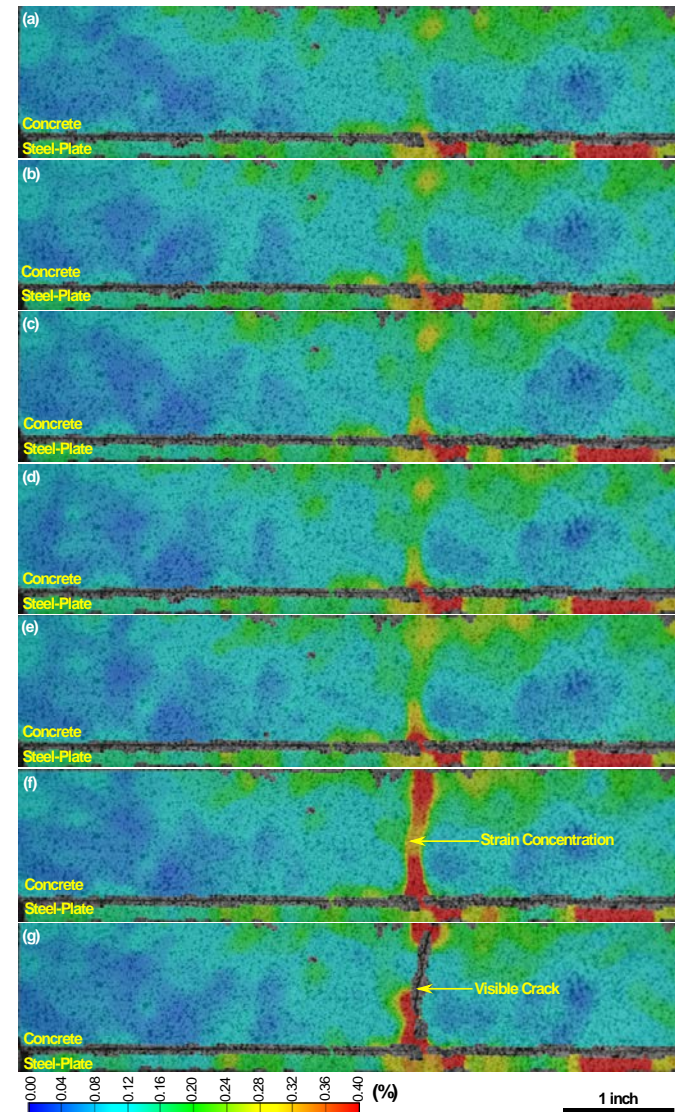 (a)
Concrete
Steel-Plate
(b)
Concrete
Steel-Plate
(c)
Concrete
Steel-Plate
(d)
Concrete
Steel-Plate
(e)
Concrete
Steel-Plate
(f)
Strain Concentration
Concrete
Steel-Plate
(g)
Visible Crack
Concrete
Steel-Plate
0.00 0.04 0.08 0.12 0.16 0.20 0.24 0.28 0.32 0.36 0.40 (%)
1 inch